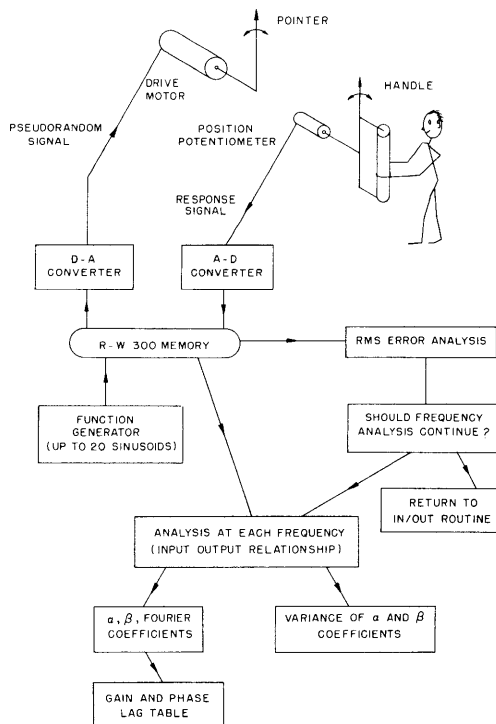 POINTER
DRIVE
MOTOR
HANDLE
PSEUDORANDOM
SIGNAL
POSITION
POTENTIOMETER
RESPONSE
SIGNAL
D-A
CONVERTER
A-D
CONVERTER
R-W 300 MEMORY
RMS ERROR ANALYSIS
FUNCTION
GENERATOR
(UP TO 20 SINUSOIDS)
SHOULD FREQUENCY
ANALYSIS CONTINUE?
RETURN TO
IN/OUT ROUTINE
ANALYSIS AT EACH FREQUENCY
(INPUT OUTPUT RELATIONSHIP)
α, β, FOURIER
COEFFICIENTS
VARIANCE OF α AND β
COEFFICIENTS
GAIN AND PHASE
LAG TABLE